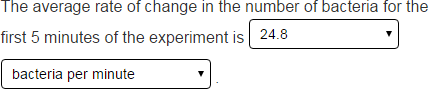 The average rate of change in the number of bacteria for the
first 5 minutes of the experiment is 24.8
bacteria per minute .